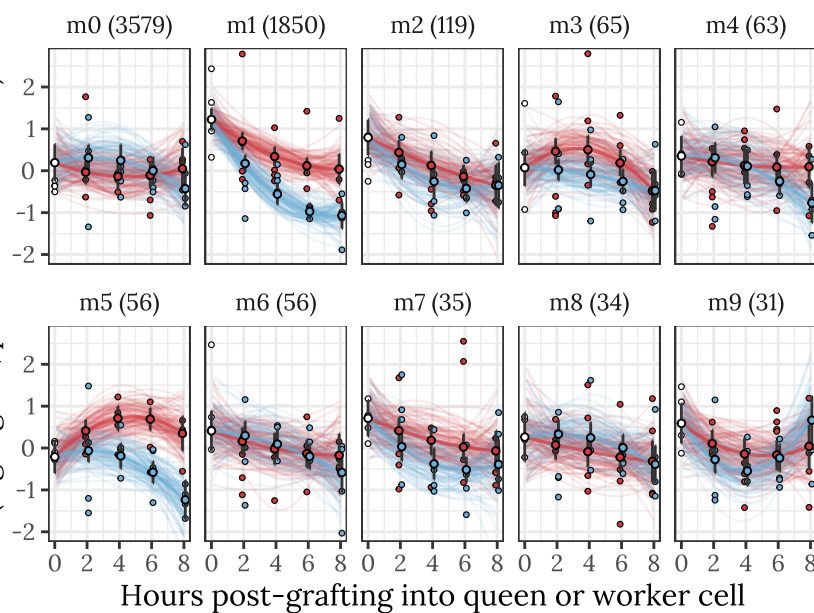 m0 (3579) m1 (1850) m2 (119) m3 (65) m4 (63)
2
1
0
-1
-2
m5 (56) m6 (56) m7 (35) m8 (34) m9 (31)
2
1
0
-1
-2
0 2 4 6 8 0 2 4 6 8 0 2 4 6 8 0 2 4 6 8 0 2 4 6 8
Hours post-grafting into queen or worker cell